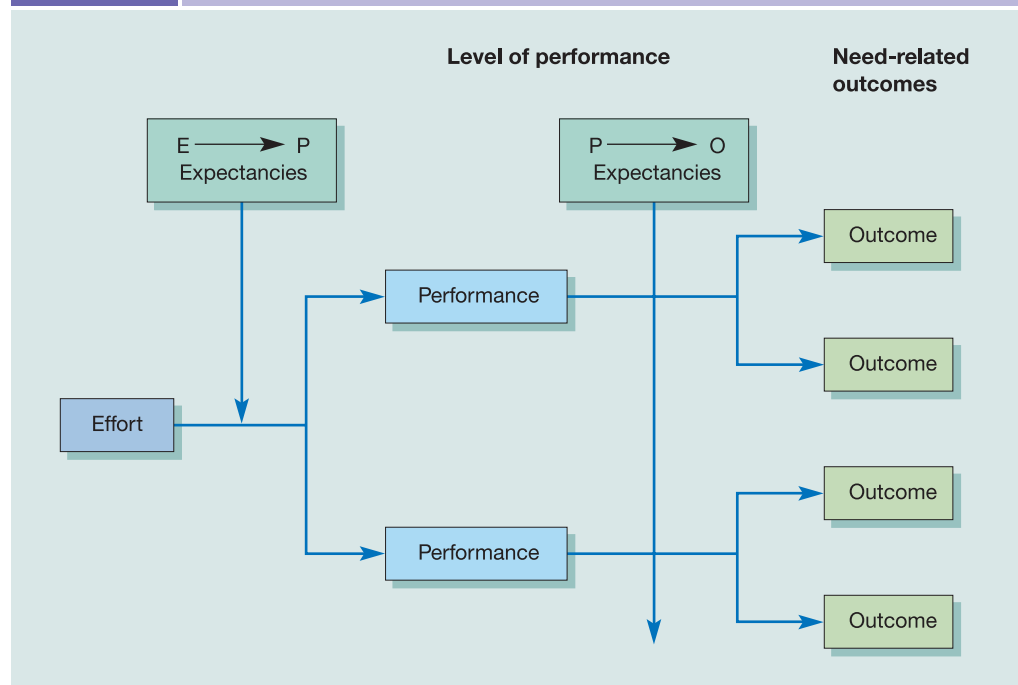 Level of performance
Need-related
outcomes
E P
Expectancies
P O
Expectancies
Outcome
Performance
Outcome
Effort
Outcome
Performance
Outcome